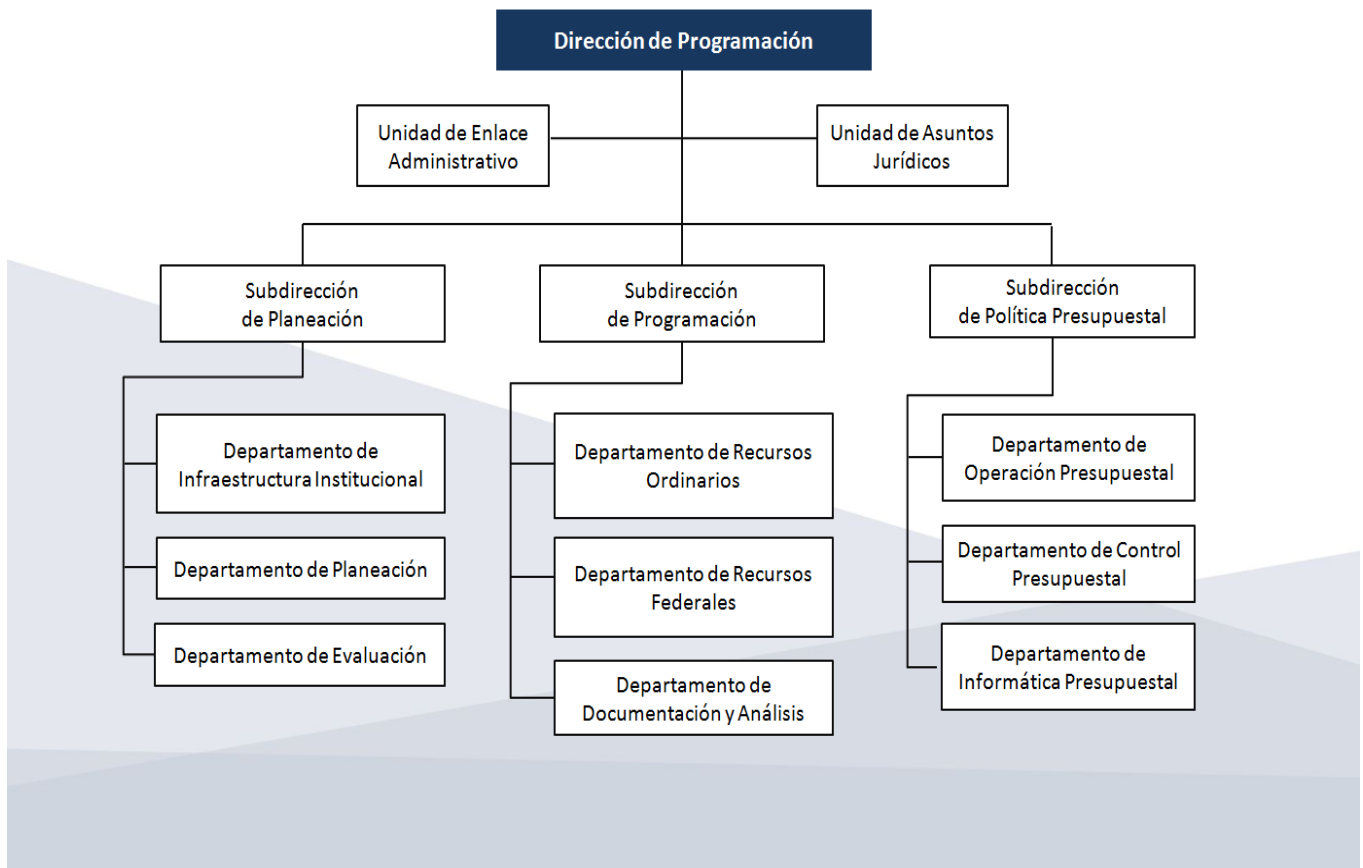 Dirección de Programación
Unidad de Enlace
Administrativo
Unidad de Asuntos
Jurídicos
Subdirección
de Planeación
Subdirección
de Programación
Subdirección
de Política Presupuestal
Departamento de
Infraestructura Institucional
Departamento de Planeación
Departamento de Evaluación
Departamento de Recursos
Ordinarios
Departamento de Recursos
Federales
Departamento de
Documentación y Análisis
Departamento de
Operación Presupuestal
Departamento de Control
Presupuestal
Departamento de
Informática Presupuestal